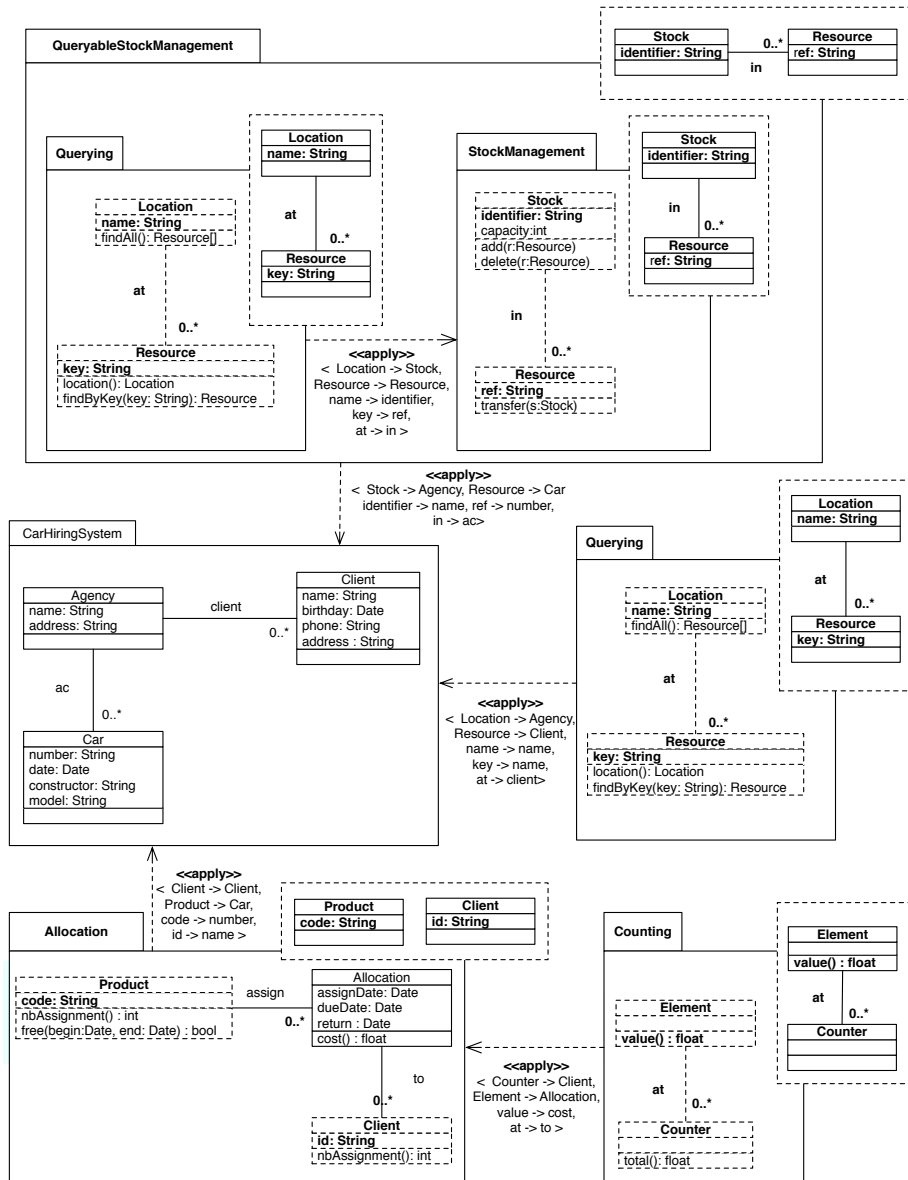 QueryableStockManagement
Stock
identifier: String
0..*
in
Resource
ref: String
Querying
Location
name: String
at
0..*
Resource
key: String
Location
name: String
findAll(): Resource[]
at
0..*
Resource
key: String
location(): Location
findByKey(key: String): Resource
StockManagement
Stock
identifier: String
in
0..*
Resource
ref: String
Stock
identifier: String
capacity:int
add(r:Resource)
delete(r:Resource)
in
0..*
Resource
ref: String
transfer(s:Stock)
<<apply>>
< Location -> Stock,
Resource -> Resource,
name -> identifier,
key -> ref,
at -> in >
<<apply>>
< Stock -> Agency, Resource -> Car
identifier -> name, ref -> number,
in -> ac>
CarHiringSystem
Agency
name: String
address: String
client
0..*
Client
name: String
birthday: Date
phone: String
address : String
ac
0..*
Car
number: String
date: Date
constructor: String
model: String
Querying
Location
name: String
at
0..*
Resource
key: String
Location
name: String
findAll(): Resource[]
at
0..*
Resource
key: String
location(): Location
findByKey(key: String): Resource
<<apply>>
< Location -> Agency,
Resource -> Client,
name -> name,
key -> name,
at -> client>
<<apply>>
< Client -> Client,
Product -> Car,
code -> number,
id -> name >
Allocation
Product
code: String
Client
id: String
Product
code: String
nbAssignment() : int
free(begin:Date, end: Date) : bool
assign
0..*
Allocation
assignDate: Date
dueDate: Date
return : Date
cost() : float
to
0..*
Client
id: String
nbAssignment(): int
<<apply>>
< Counter -> Client,
Element -> Allocation,
value -> cost,
at -> to >
Counting
Element
value() : float
at
0..*
Counter
Element
value() : float
at
0..*
Counter
total(): float